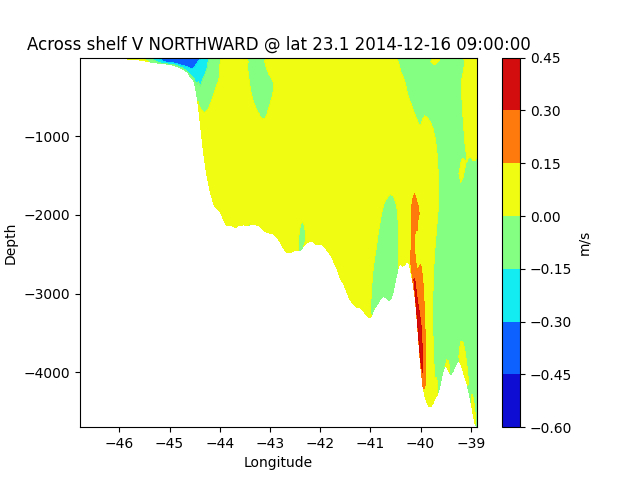 Across shelf V NORTHWARD @ lat 23.1 2014-12-16 09:00:00
−1000
−2000
−3000
−4000
Depth
−46 −45 −44 −43 −42 −41 −40 −39
Longitude
0.45
0.30
0.15
0.00
−0.15
−0.30
−0.45
−0.60
m/s